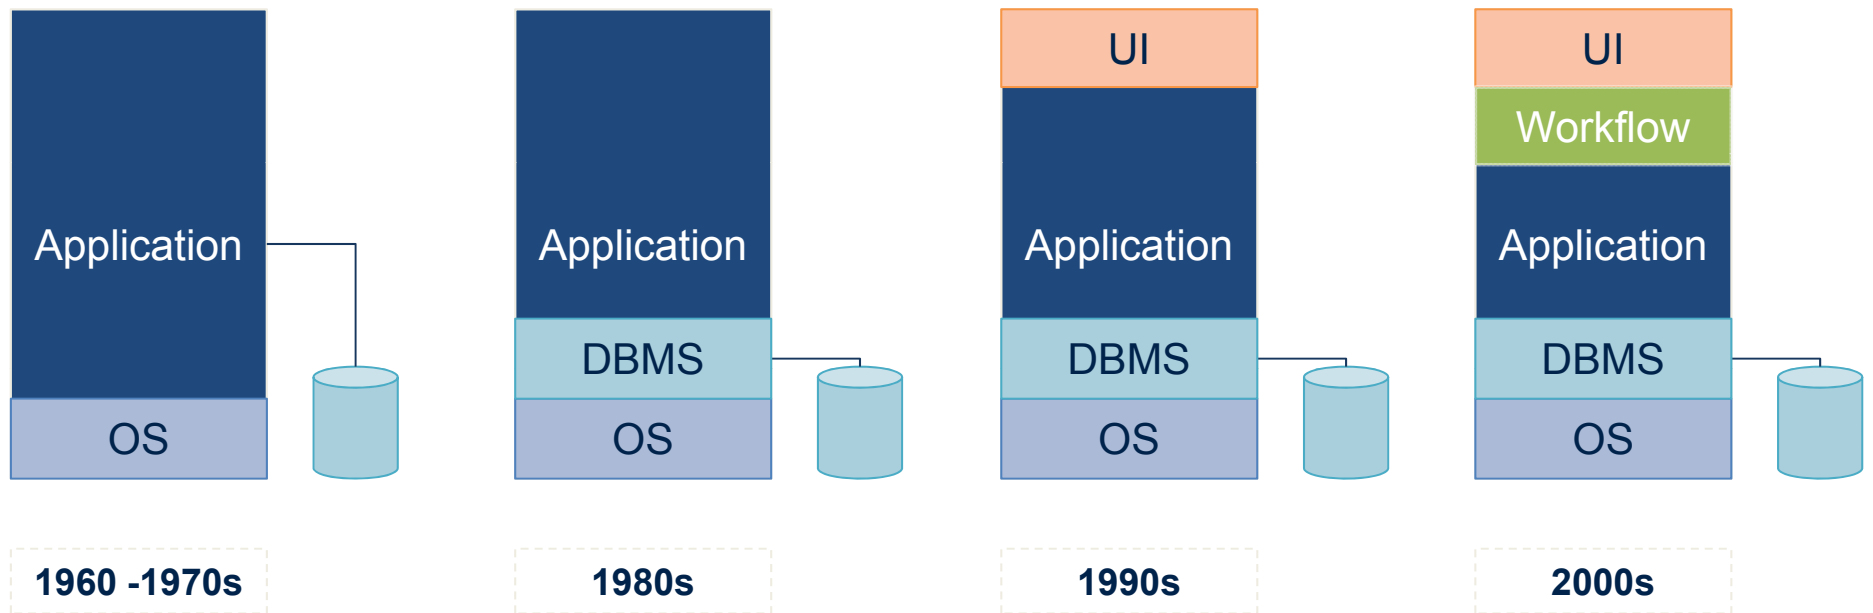 Application
OS
1960 -1970s
Application
DBMS
OS
1980s
UI
Application
DBMS
OS
1990s
UI
Workflow
Application
DBMS
OS
2000s